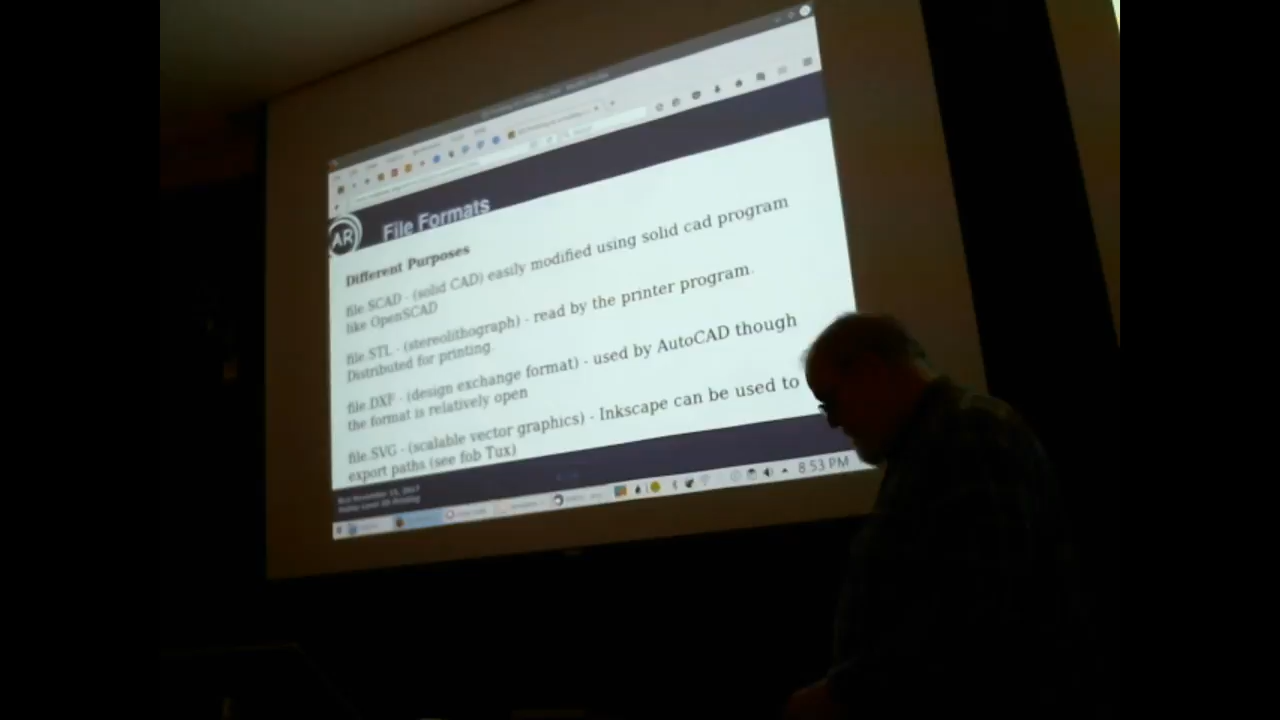 File Formats
AR
Different Purposes
file.SCAD - (solid CAD) easily modified using solid cad program
like OpenSCAD
file.STL - (stereolithograph) - read by the printer program.
Distributed for printing.
file.DXF - (design exchange format) - used by AutoCAD though
the format is relatively open
file.SVG - (scalable vector graphics) - Inkscape can be used to
export paths (see fob Tux)
8:53 PM